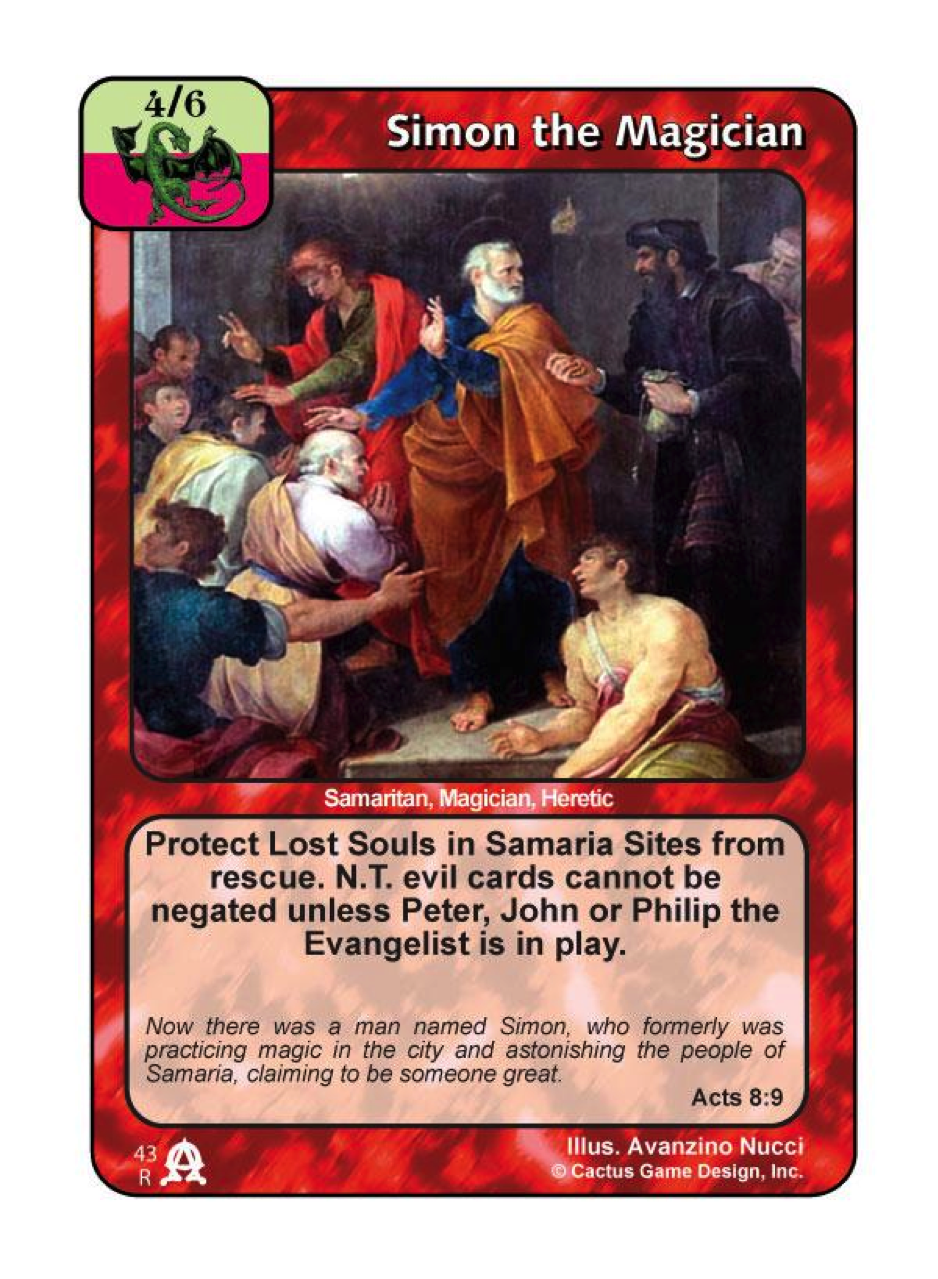 4/6
Simon the Magician
Samaritan, Magician, Heretic
Protect Lost Souls in Samaria Sites from
rescue. N.T. evil cards cannot be
negated unless Peter, John or Philip the
Evangelist is in play.
Now there was a man named Simon, who formerly was
practicing magic in the city and astonishing the people of
Samaria, claiming to be someone great.
Acts 8:9
43
R
Illus. Avanzino Nucci
© Cactus Game Design, Inc.